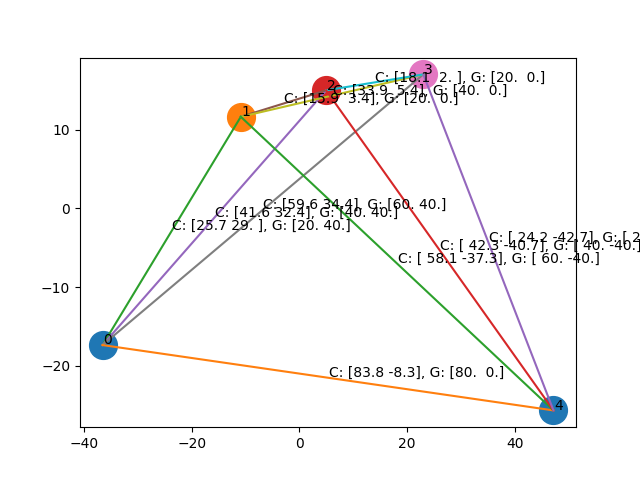 3
C: [18.1 2. ], G: [20. 0.]
2
C: [33.9 5.4], G: [40. 0.]
C: [15.9 3.4], G: [20. 0.]
1
10
C: [59.6 34.4], G: [60. 40.]
0
C: [41.6 32.4], G: [40. 40.]
C: [25.7 29. ], G: [20. 40.]
C: [ 24.2 -42.7], G: [ 2
C: [ 42.3 -40.7], G: [ 40. -40.]
C: [ 58.1 -37.3], G: [ 60. -40.]
−10
0
−20
C: [83.8 -8.3], G: [80. 0.]
4
−40 −20 0 20 40